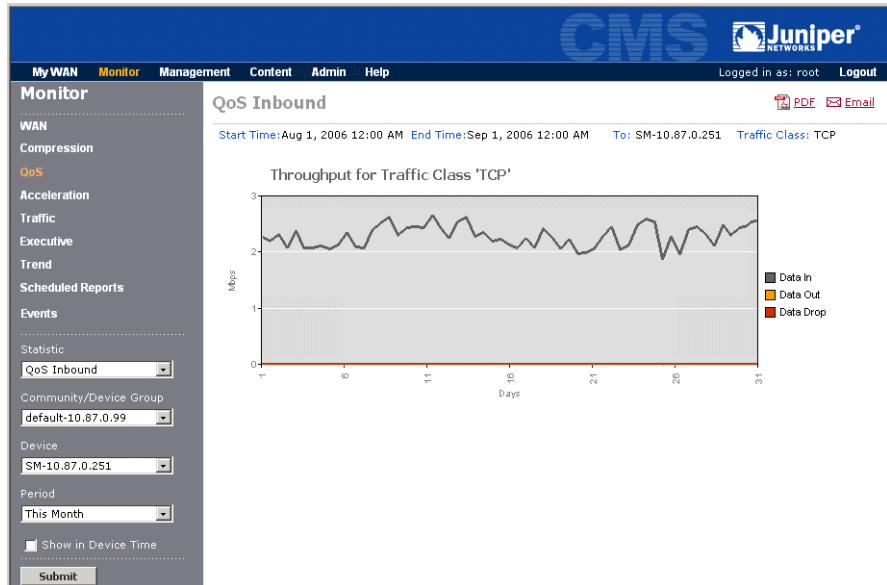 CMS
Juniper®
NETWORKS
My WAN Monitor Management Content Admin Help
Logged in as: root Logout
Monitor
WAN
Compression
QoS
Acceleration
Traffic
Executive
Trend
Scheduled Reports
Events
Statistic
QoS Inbound
Community/Device Group
default-10.87.0.99
Device
SM-10.87.0.251
Period
This Month
Show in Device Time
Submit
QoS Inbound
PDF Email
Start Time:Aug 1, 2006 12:00 AM End Time:Sep 1, 2006 12:00 AM To: SM-10.87.0.251 Traffic Class: TCP
Throughput for Traffic Class 'TCP'
3
2
1
0
Mbps
1 6 11 16 21 26 31
Days
Data In
Data Out
Data Drop